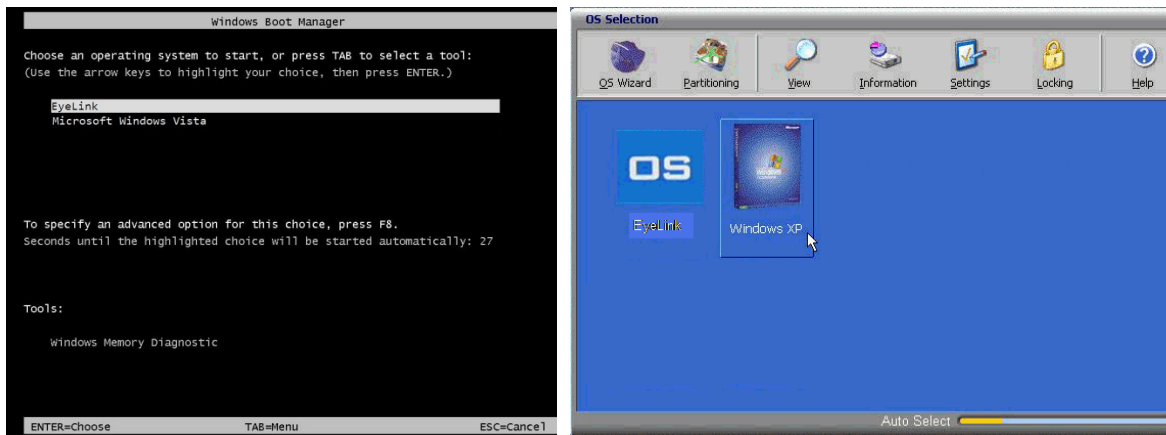 Windows Boot Manager
Choose an operating system to start, or press TAB to select a tool:
(Use the arrow keys to highlight your choice, then press ENTER.)
EyeLink
Microsoft Windows Vista
To specify an advanced option for this choice, press F8.
Seconds until the highlighted choice will be started automatically: 27
Tools:
Windows Memory Diagnostic
ENTER=Choose TAB=Menu ESC=Cancel
OS Selection
OS Wizard Partitioning View Information Settings Locking Help
OS
EyeLink Windows XP
Auto Select